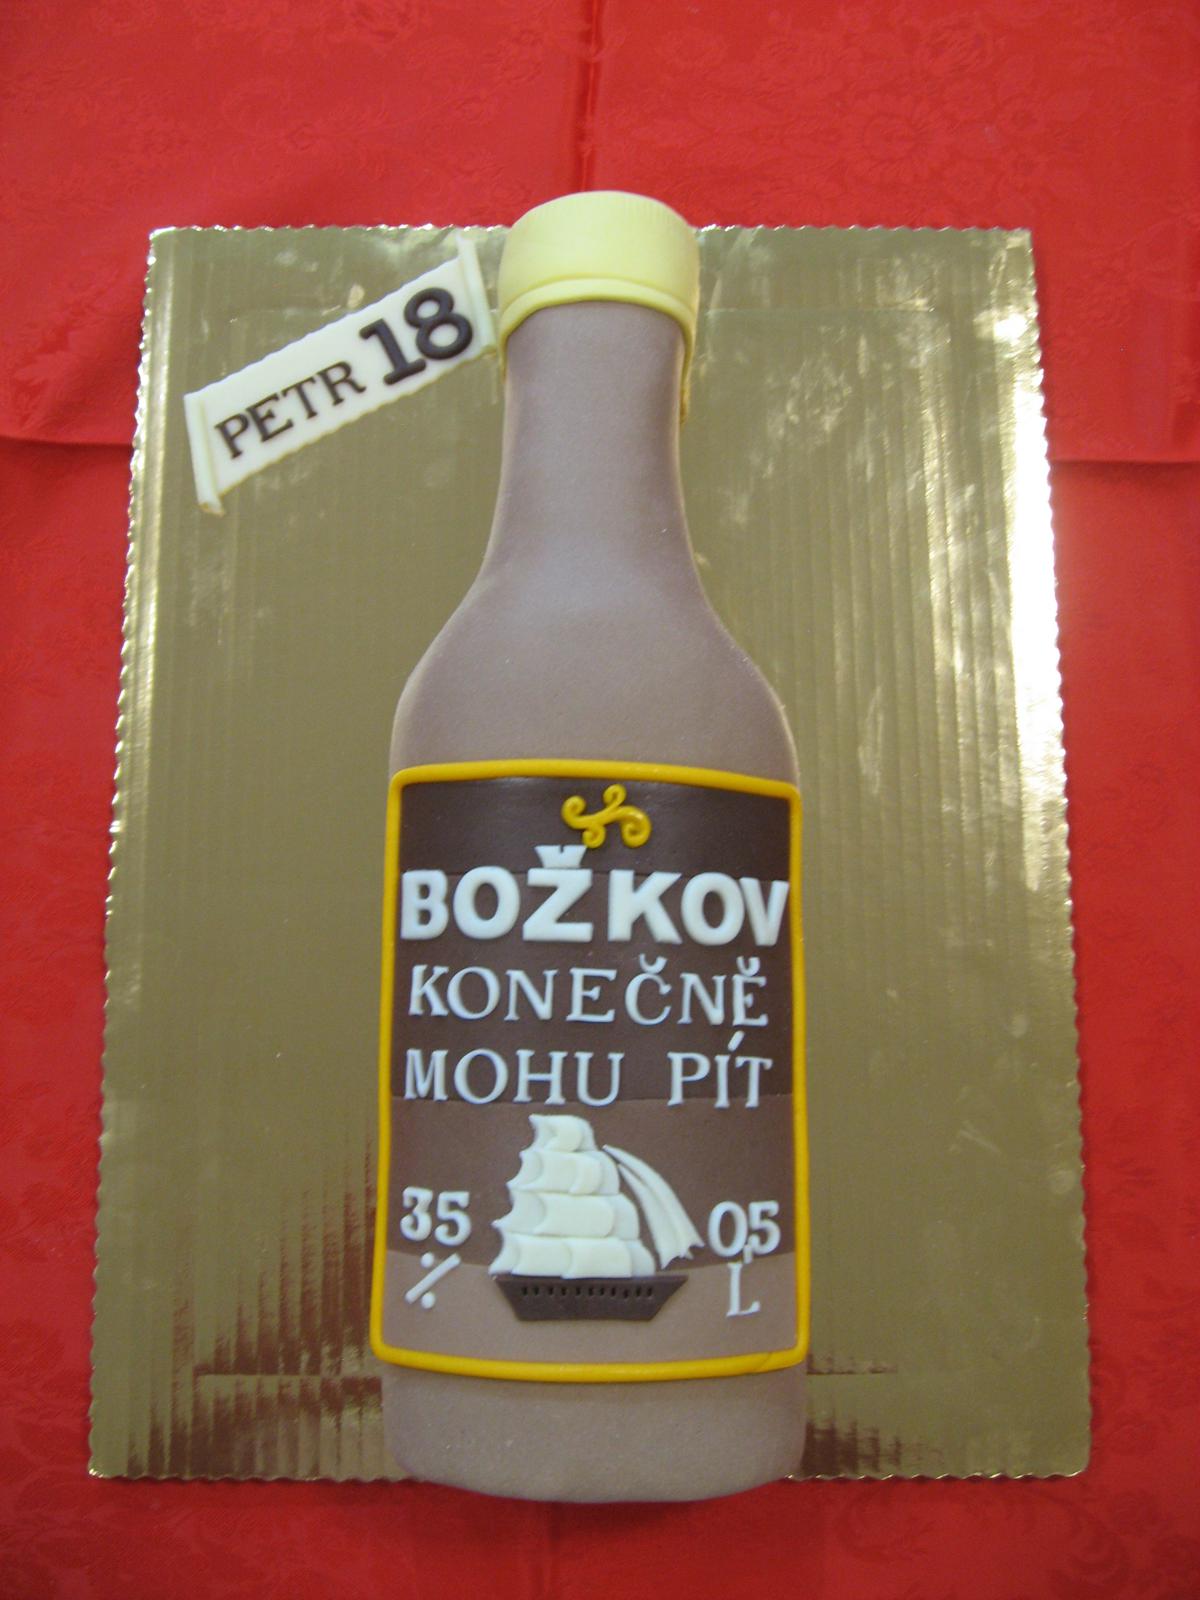 PETR 18
BOŽKOV
KONEČNĚ
MOHU PÍT
35 %
0,5 L